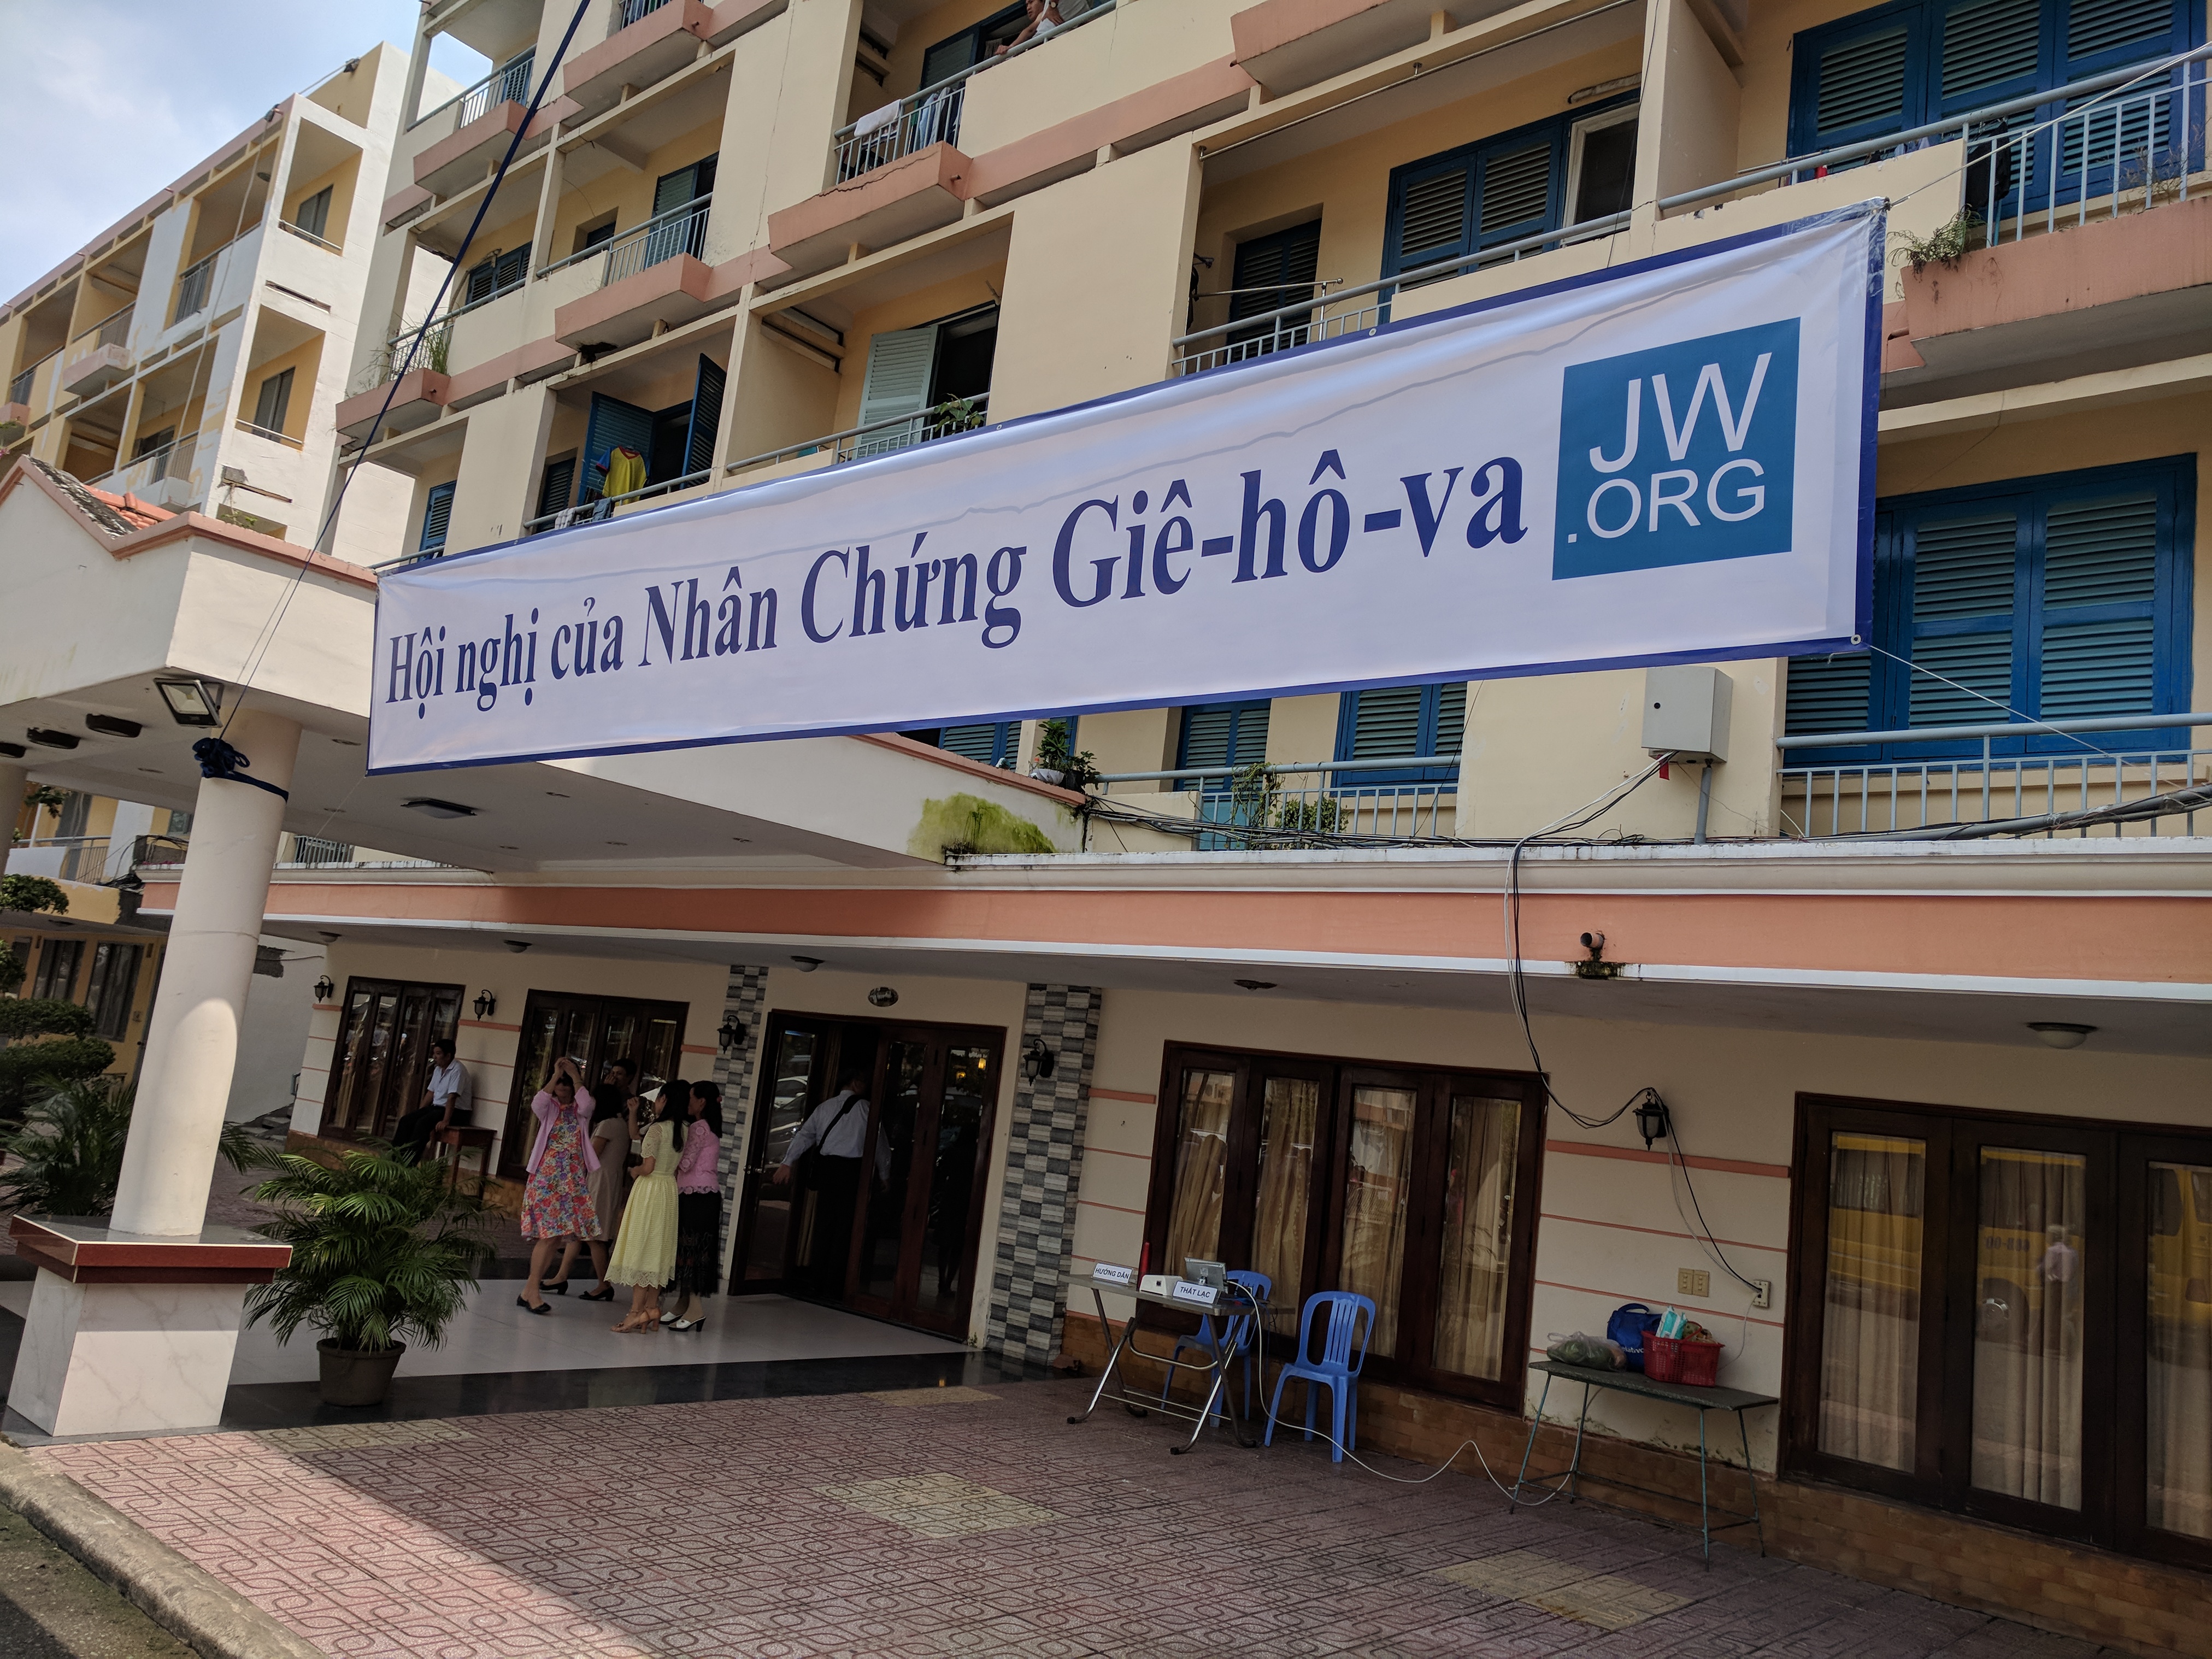 Hội nghị của Nhân Chứng Giê-hô-va
JW
.ORG
HƯỚNG DẪN
THẤT LẠC